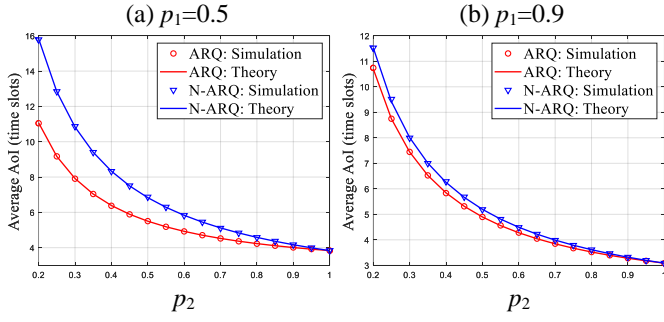 (a) p₁=0.5
16
14
12
10
8
6
4
0.2 0.3 0.4 0.5 0.6 0.7 0.8 0.9 1
Average AoI (time slots)
ARQ: Simulation
ARQ: Theory
N-ARQ: Simulation
N-ARQ: Theory
p₂
(b) p₁=0.9
12
11
10
9
8
7
6
5
4
3
0.2 0.3 0.4 0.5 0.6 0.7 0.8 0.9 1
Average AoI (time slots)
ARQ: Simulation
ARQ: Theory
N-ARQ: Simulation
N-ARQ: Theory
p₂